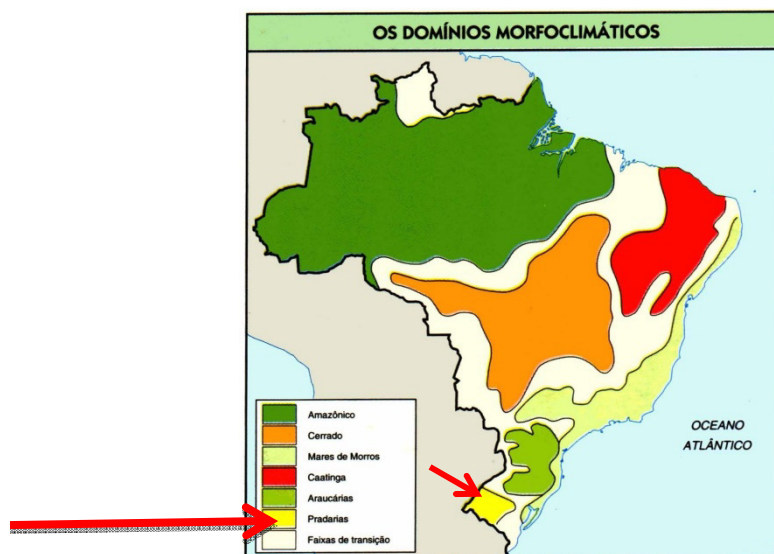 OS DOMÍNIOS MORFOCLIMÁTICOS
Amazônico
Cerrado
Mares de Morros
Caatinga
Araucárias
Pradarias
Faixas de transição
OCEANO
ATLÂNTICO